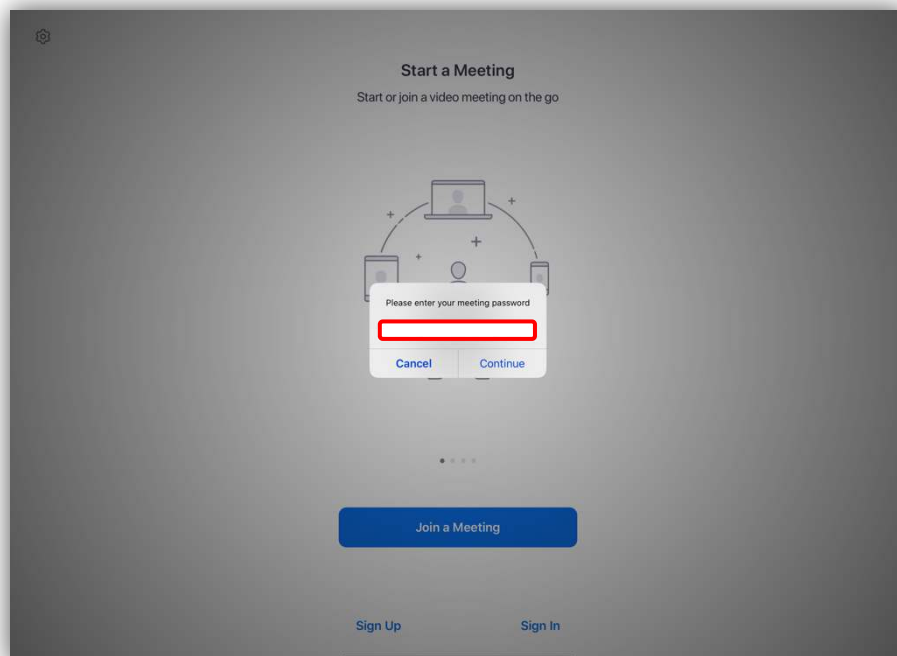 Start a Meeting
Start or join a video meeting on the go
Please enter your meeting password
Cancel Continue
Join a Meeting
Sign Up Sign In